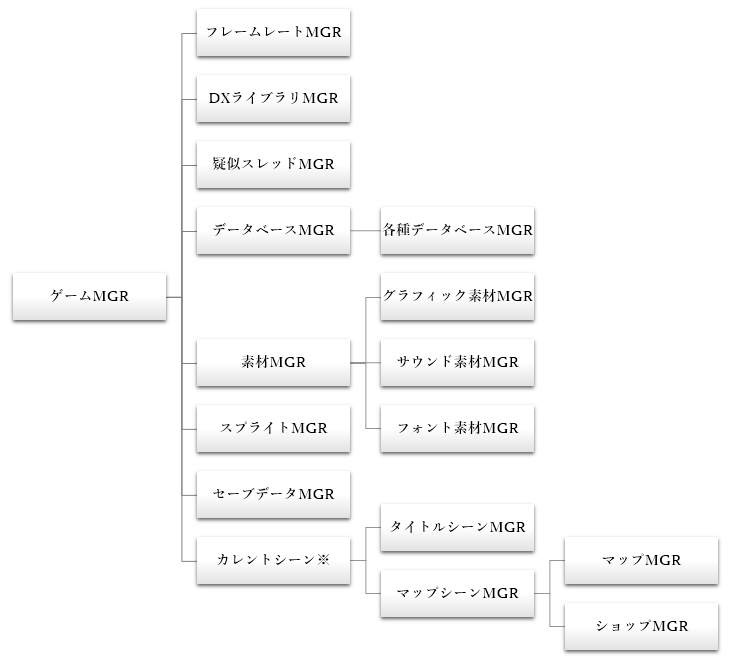 フレームレートMGR
DXライブラリMGR
疑似スレッドMGR
データベースMGR
各種データベースMGR
ゲームMGR
グラフィック素材MGR
素材MGR
サウンド素材MGR
スプライトMGR
フォント素材MGR
セーブデータMGR
タイトルシーンMGR
カレントシーン※
マップMGR
マップシーンMGR
ショップMGR